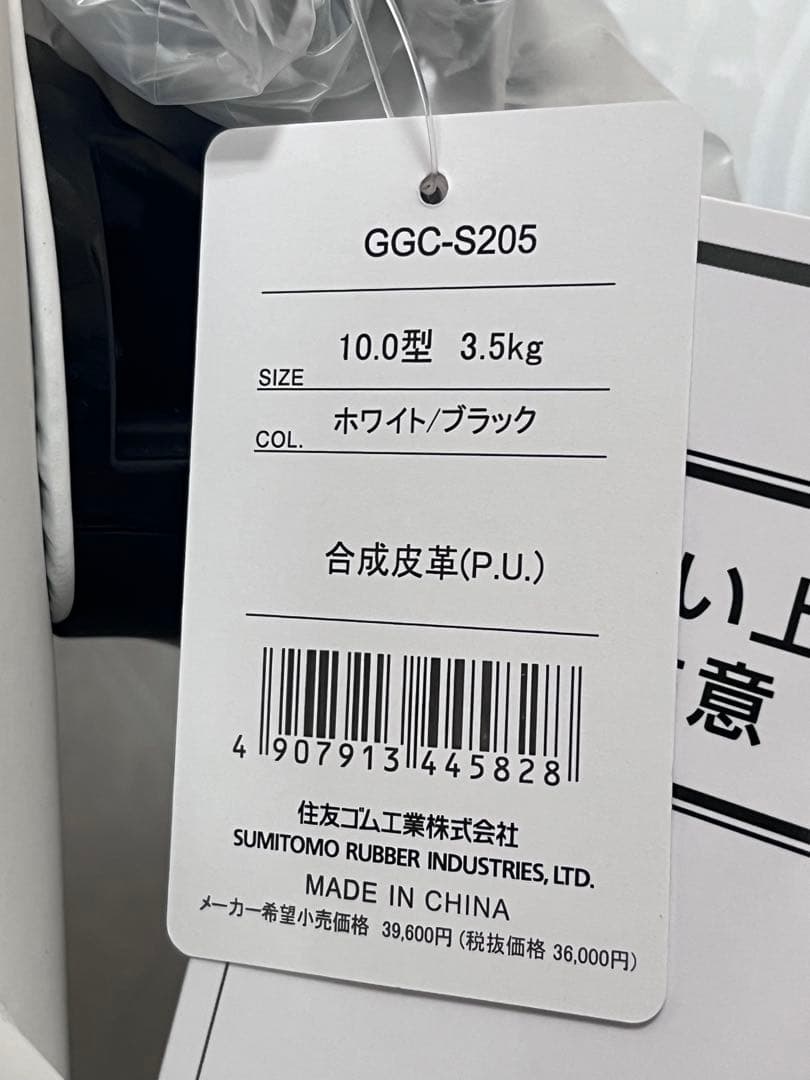 GGC-S205
SIZE 10.0型 3.5kg
COL. ホワイト/ブラック
合成皮革(P.U.)
4 907913 445828
住友ゴム工業株式会社
SUMITOMO RUBBER INDUSTRIES, LTD.
MADE IN CHINA
メーカー希望小売価格 39,600円 (税抜価格 36,000円)
い上
意